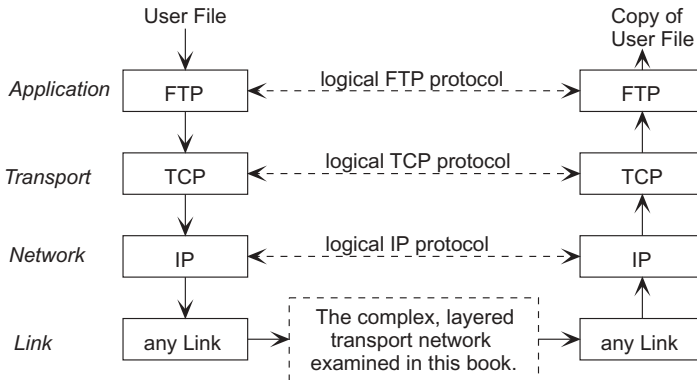 User File
Copy of
User File
Application
FTP
logical FTP protocol
FTP
Transport
TCP
logical TCP protocol
TCP
Network
IP
logical IP protocol
IP
Link
any Link
The complex, layered
transport network
examined in this book.
any Link